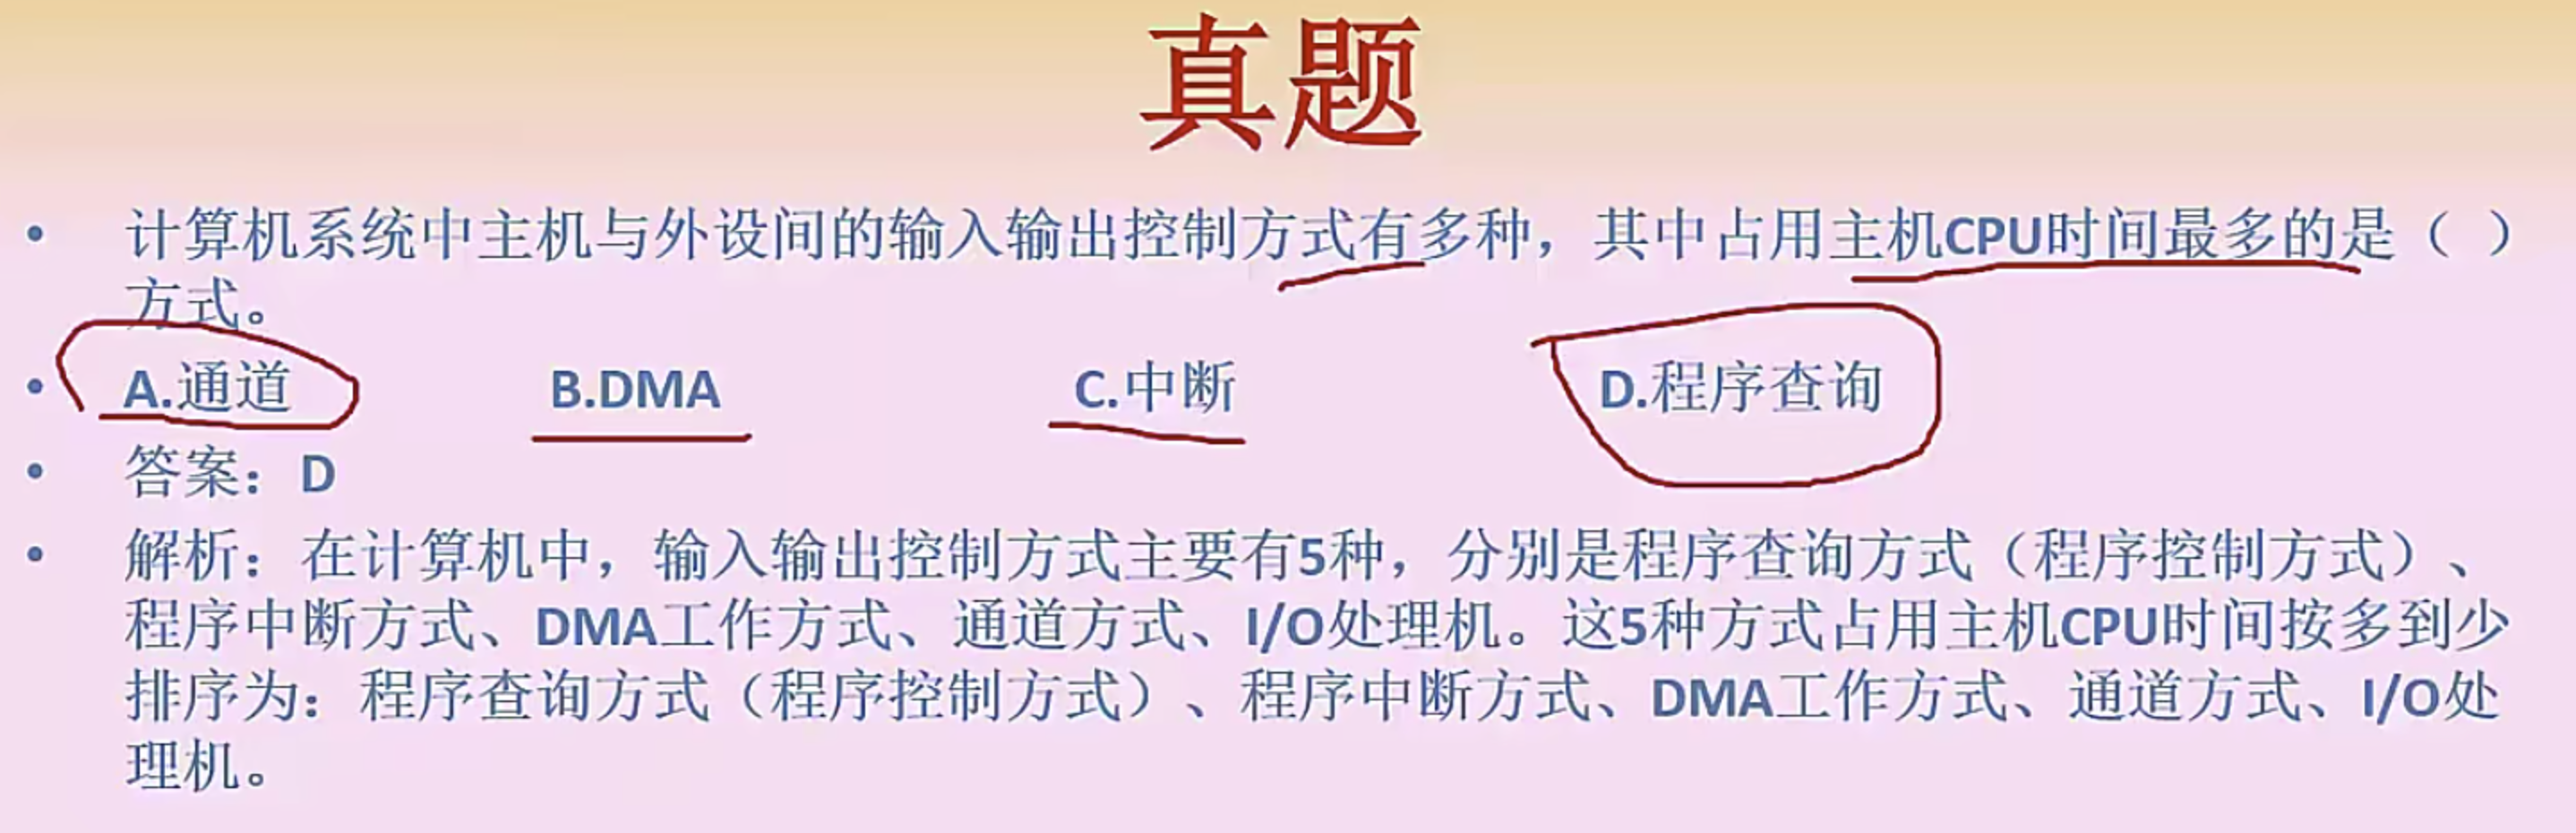 真题
• 计算机系统中主机与外设间的输入输出控制方式有多种，其中占用主机CPU时间最多的是（ ）
方式。
• A.通道 B.DMA C.中断 D.程序查询
• 答案：D
• 解析：在计算机中，输入输出控制方式主要有5种，分别是程序查询方式（程序控制方式）、
程序中断方式、DMA工作方式、通道方式、I/O处理机。这5种方式占用主机CPU时间按多到少
排序为：程序查询方式（程序控制方式）、程序中断方式、DMA工作方式、通道方式、I/O处
理机。